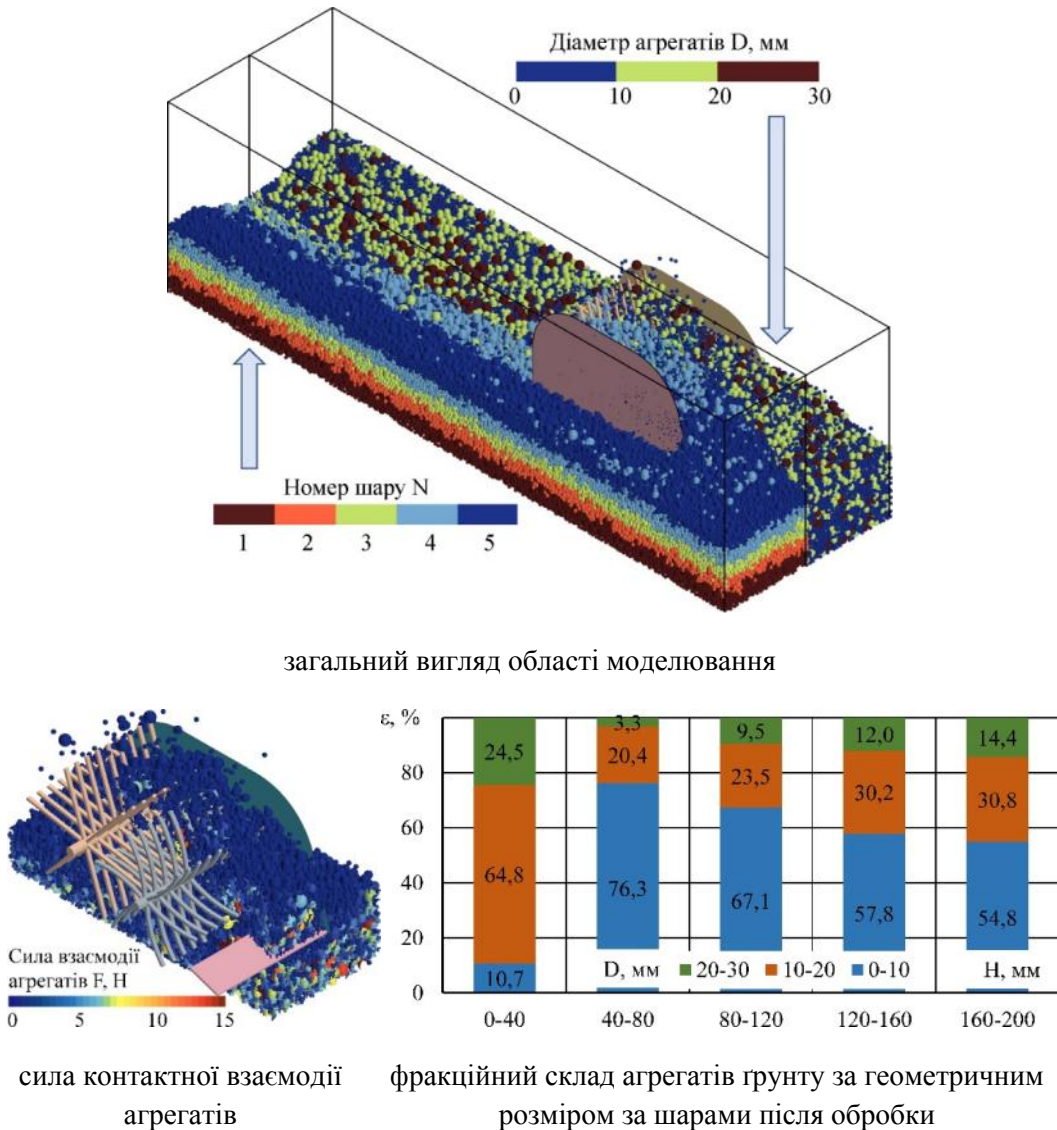 Діаметр агрегатів D, мм
0 10 20 30
Номер шару N
1 2 3 4 5
загальний вигляд області моделювання
Сила взаємодії
агрегатів F, Н
0 5 10 15
ε, %
80
60
40
20
0
24,5 3,3 9,5 12,0 14,4
64,8 20,4 23,5 30,2 30,8
10,7 76,3 67,1 57,8 54,8
D, мм 20-30 10-20 0-10 H, мм
0-40 40-80 80-120 120-160 160-200
сила контактної взаємодії
агрегатів
фракційний склад агрегатів ґрунту за геометричним
розміром за шарами після обробки